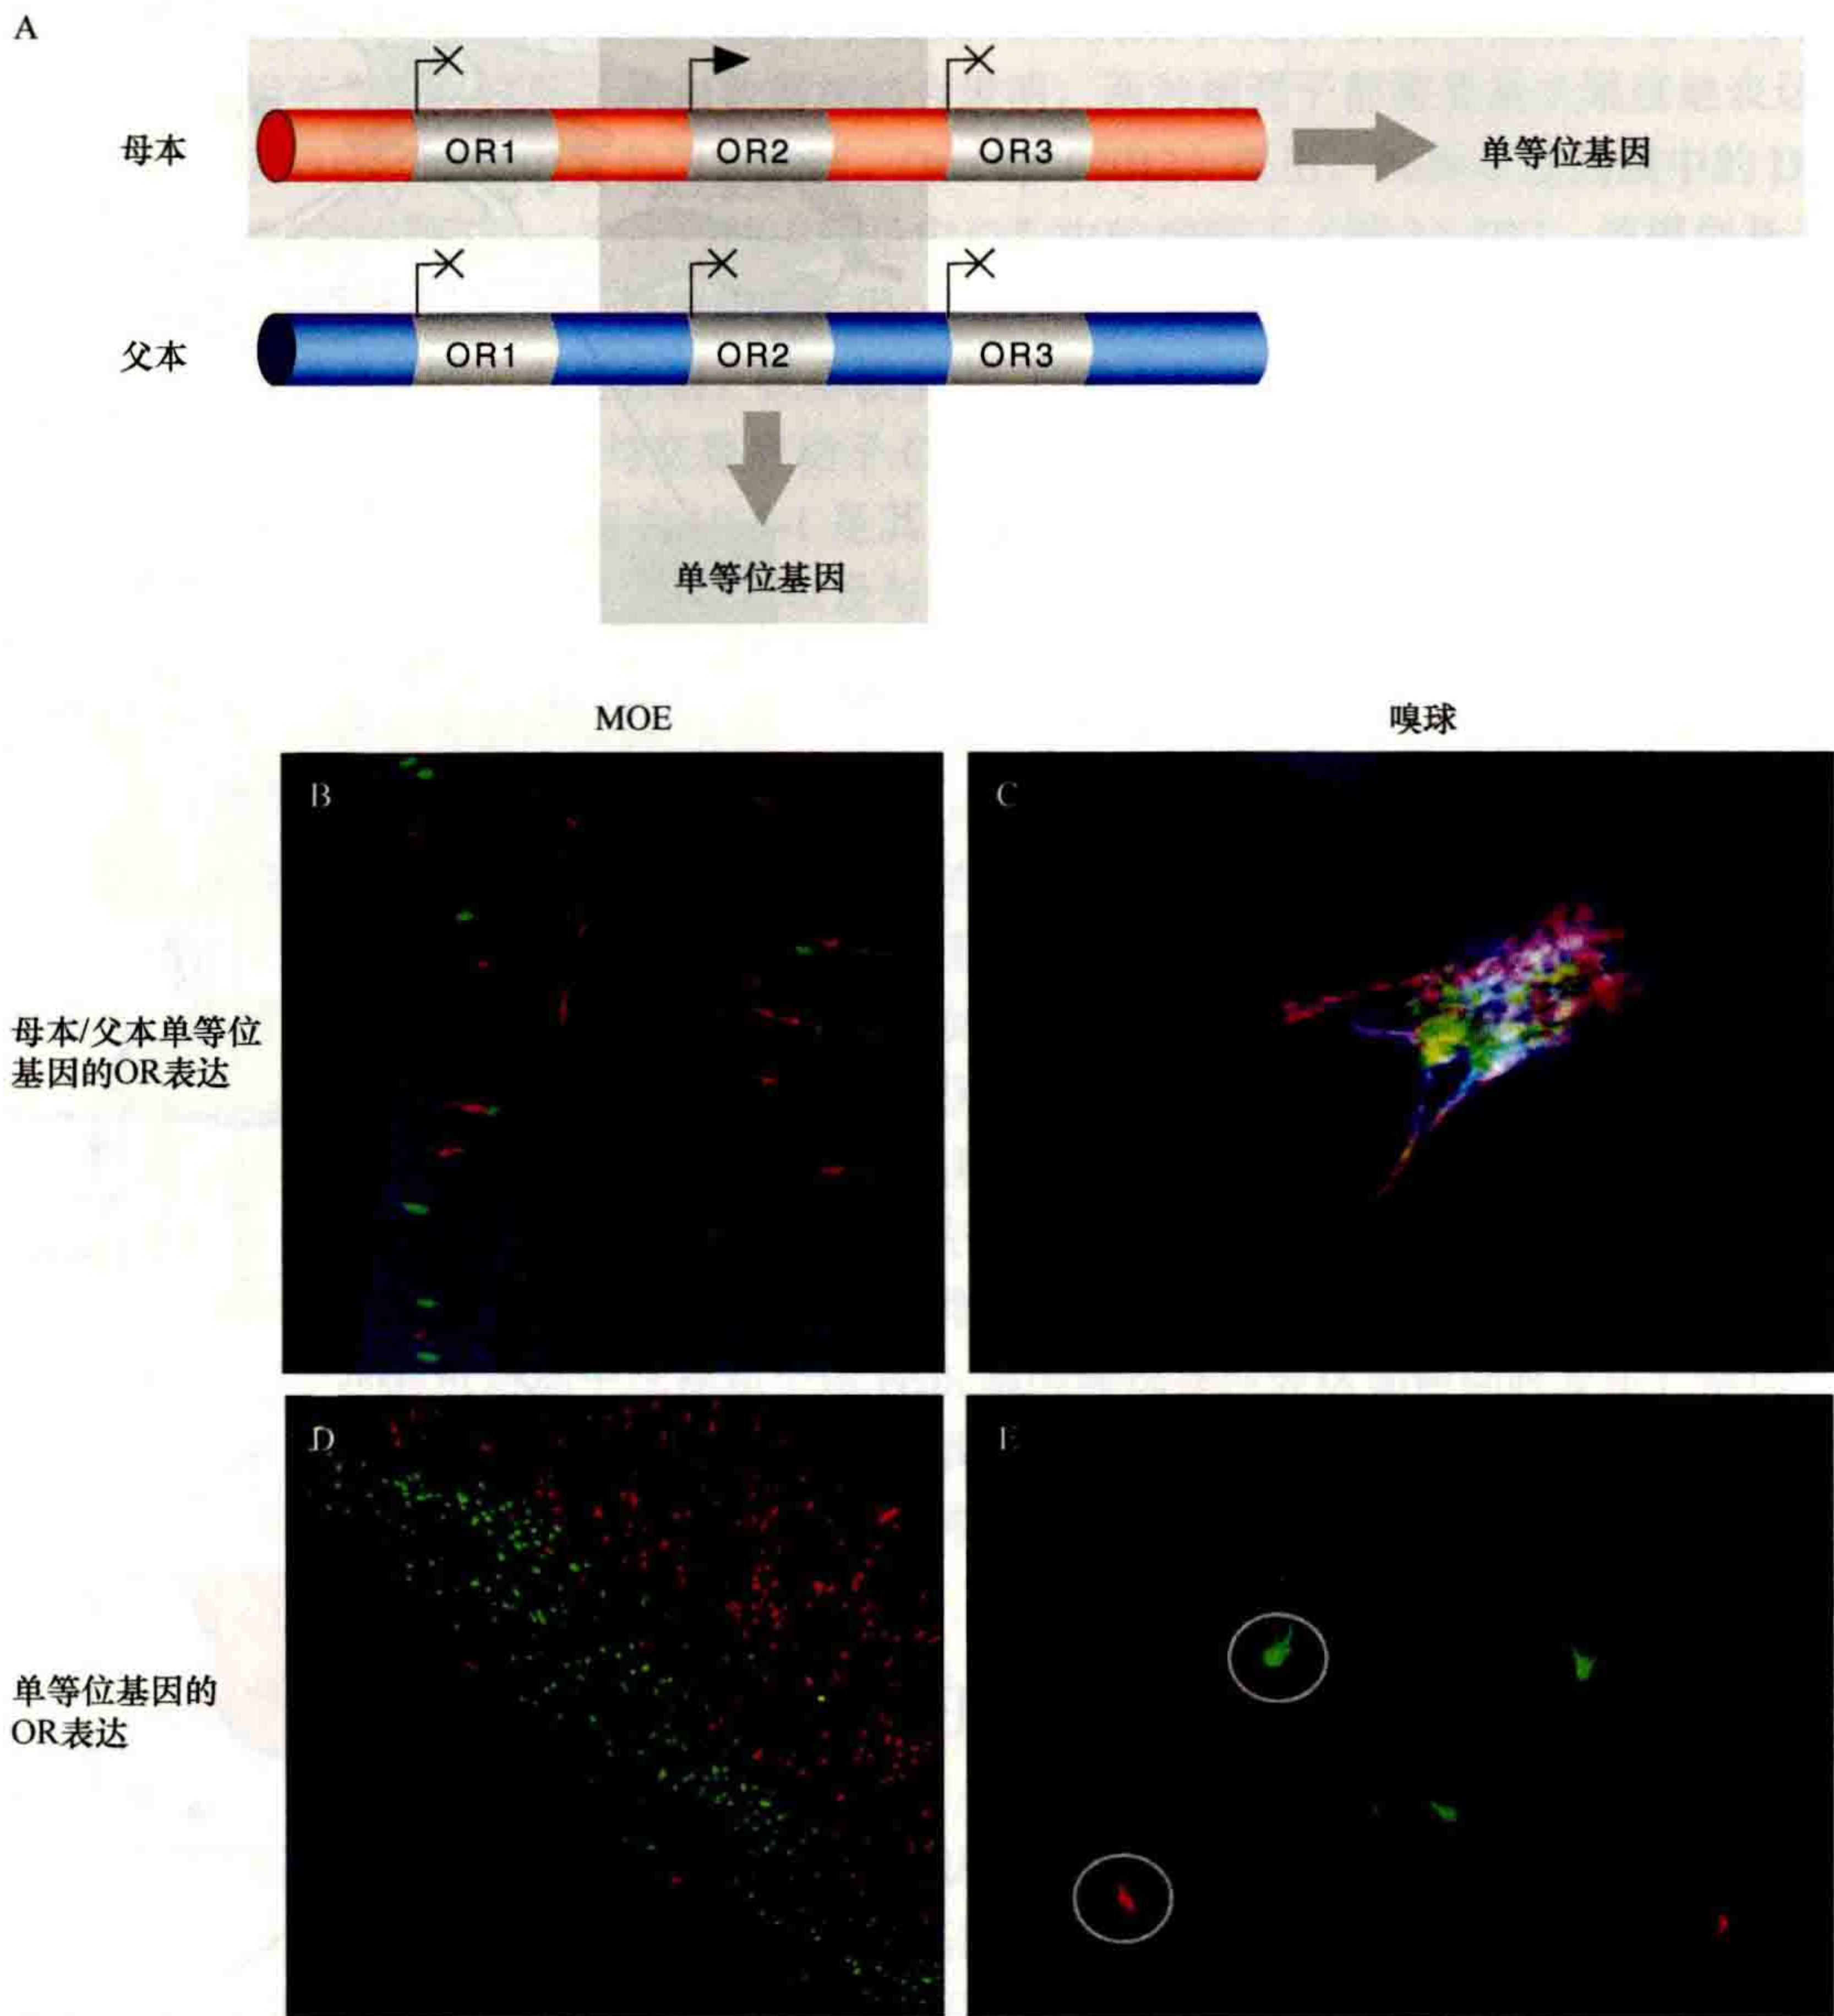 A
母本
OR1
OR2
OR3
单等位基因
父本
OR1
OR2
OR3
单等位基因
MOE
嗅球
母本/父本单等位
基因的OR表达
B
C
单等位基因的
OR表达
D
E